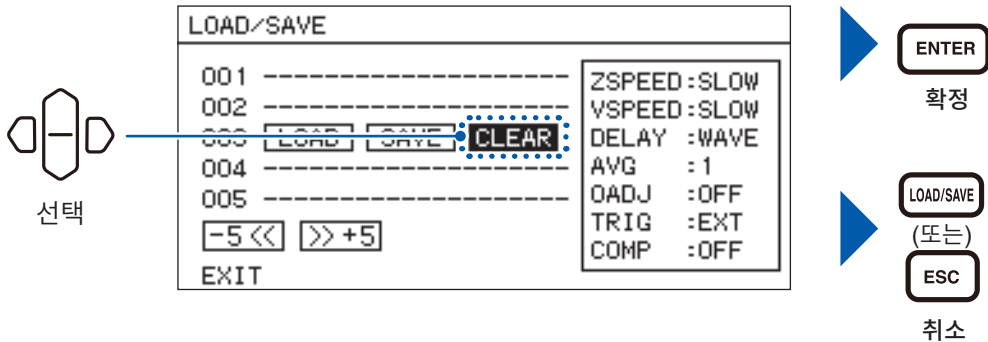 LOAD/SAVE
001 --------------------
002 --------------------
003 LOAD SAVE CLEAR
004 --------------------
005 --------------------
-5 << >> +5
EXIT
ZSPEED:SLOW
VSPEED:SLOW
DELAY :WAVE
AVG :1
OADJ :OFF
TRIG :EXT
COMP :OFF
선택
ENTER
확정
LOAD/SAVE
(또는)
ESC
취소